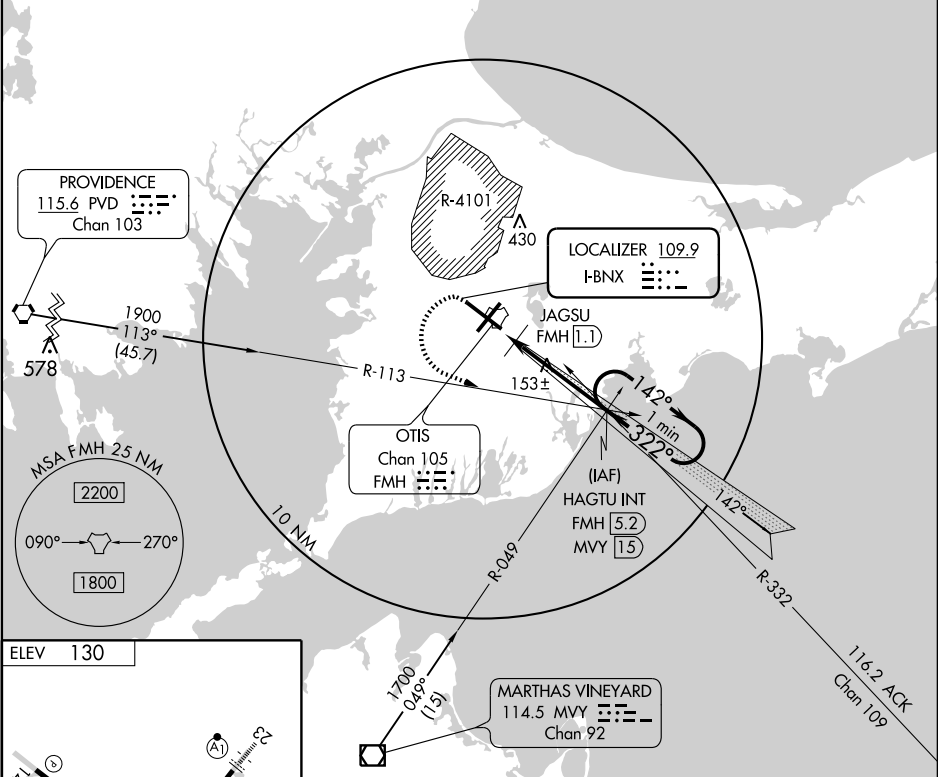 PROVIDENCE
115.6 PVD
Chan 103
R-4101
430
LOCALIZER 109.9
I-BNX
1900
113°
(45.7)
578
R-113
JAGSU
FMH 1.1
153±
142°
1 min
322°
OTIS
Chan 105
FMH
(IAF)
HAGTU INT
FMH 5.2
MVY 15
142°
MSA FMH 25 NM
2200
090°
270°
1800
10 NM
R-049
R-332
116.2 ACK
Chan 109
1700
049°
(15)
MARTHAS VINEYARD
114.5 MVY
Chan 92
ELEV 130
P
A1
23